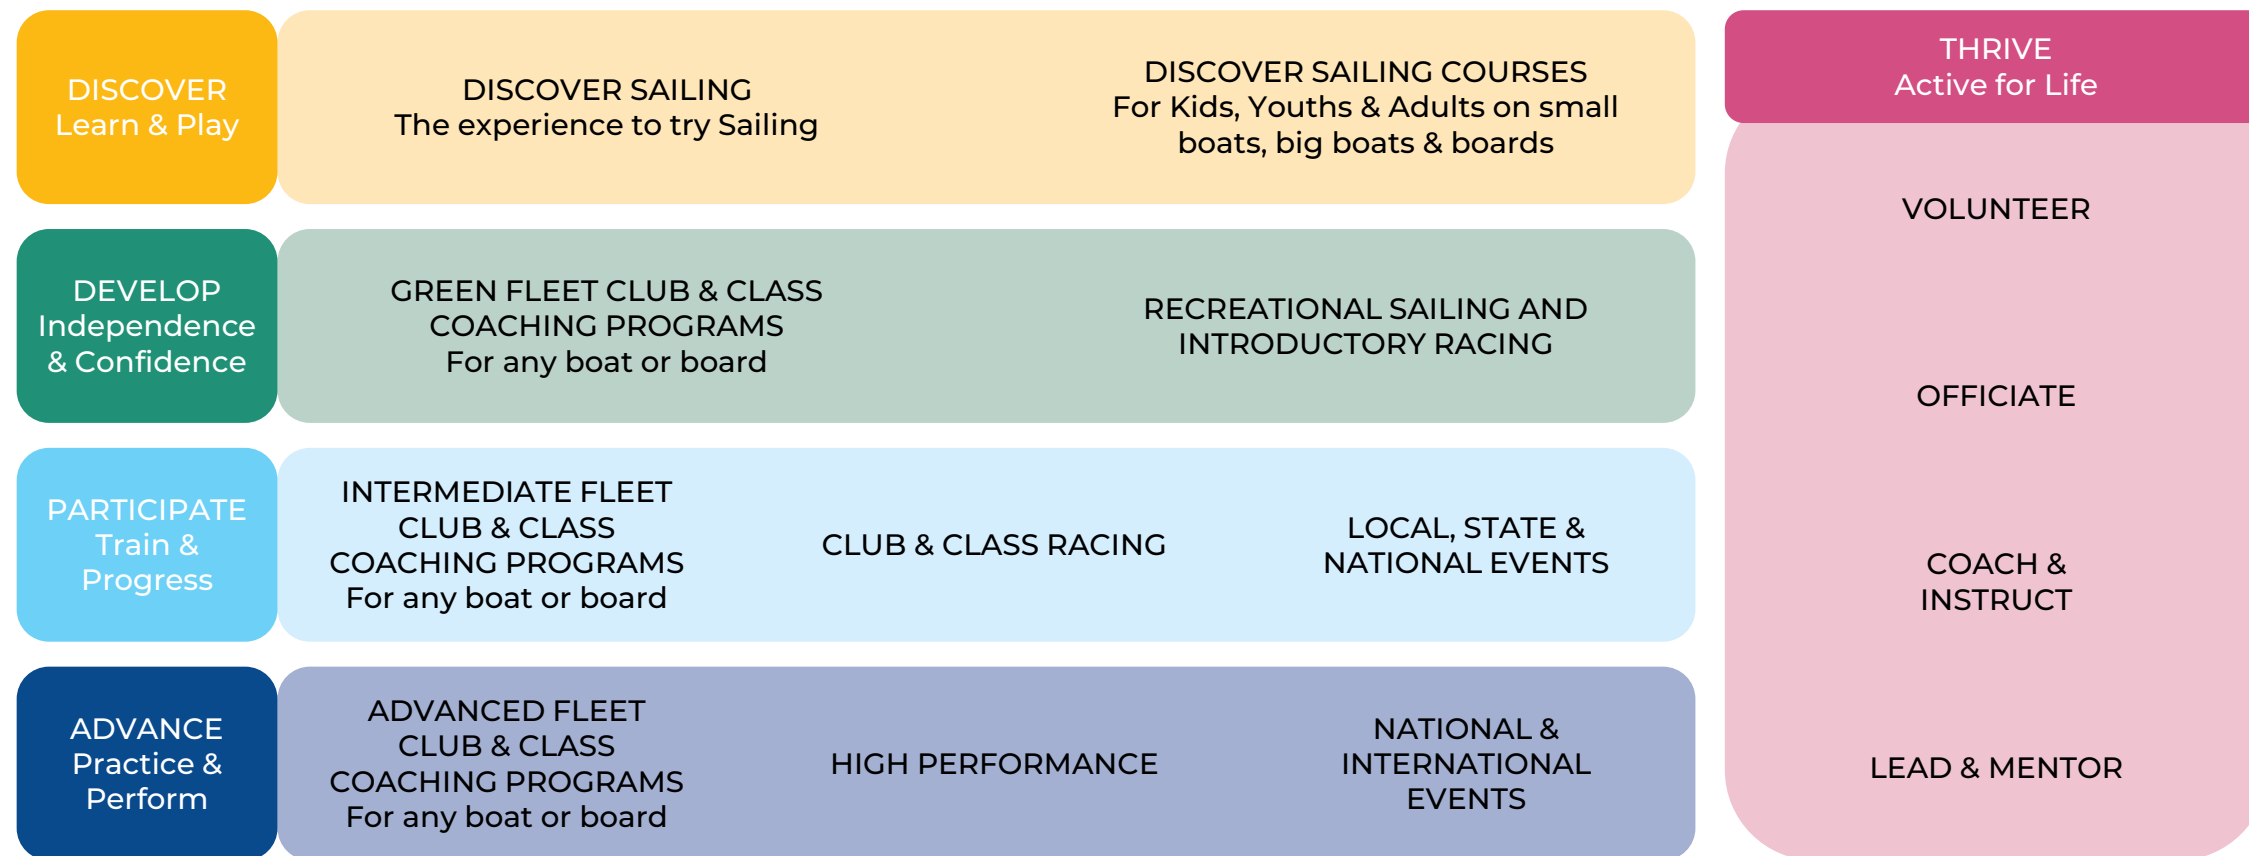 DISCOVER
Learn & Play
DISCOVER SAILING
The experience to try Sailing
DISCOVER SAILING COURSES
For Kids, Youths & Adults on small
boats, big boats & boards
DEVELOP
Independence
& Confidence
GREEN FLEET CLUB & CLASS
COACHING PROGRAMS
For any boat or board
RECREATIONAL SAILING AND
INTRODUCTORY RACING
PARTICIPATE
Train &
Progress
INTERMEDIATE FLEET
CLUB & CLASS
COACHING PROGRAMS
For any boat or board
CLUB & CLASS RACING
LOCAL, STATE &
NATIONAL EVENTS
ADVANCE
Practice &
Perform
ADVANCED FLEET
CLUB & CLASS
COACHING PROGRAMS
For any boat or board
HIGH PERFORMANCE
NATIONAL &
INTERNATIONAL
EVENTS
THRIVE
Active for Life
VOLUNTEER
OFFICIATE
COACH &
INSTRUCT
LEAD & MENTOR